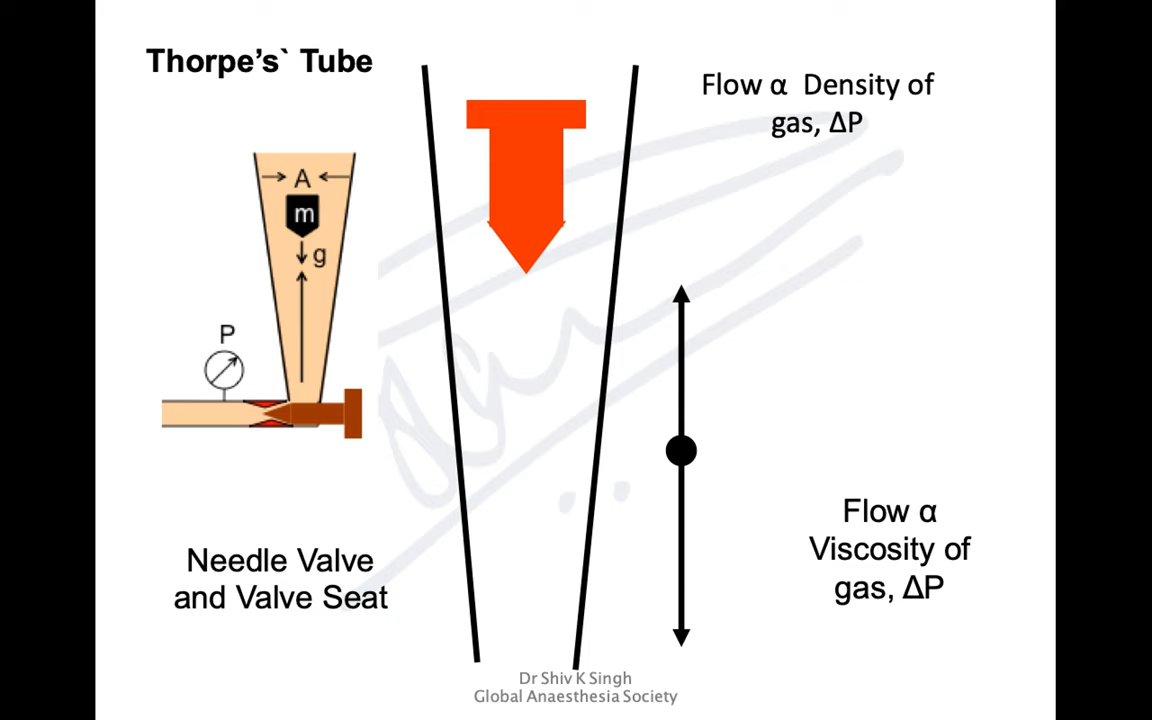 Thorpe’s` Tube
Flow α  Density of
gas, ΔP
A
m
g
P
Flow α
Viscosity of
gas, ΔP
Needle Valve
and Valve Seat
Dr Shiv K Singh
Global Anaesthesia Society